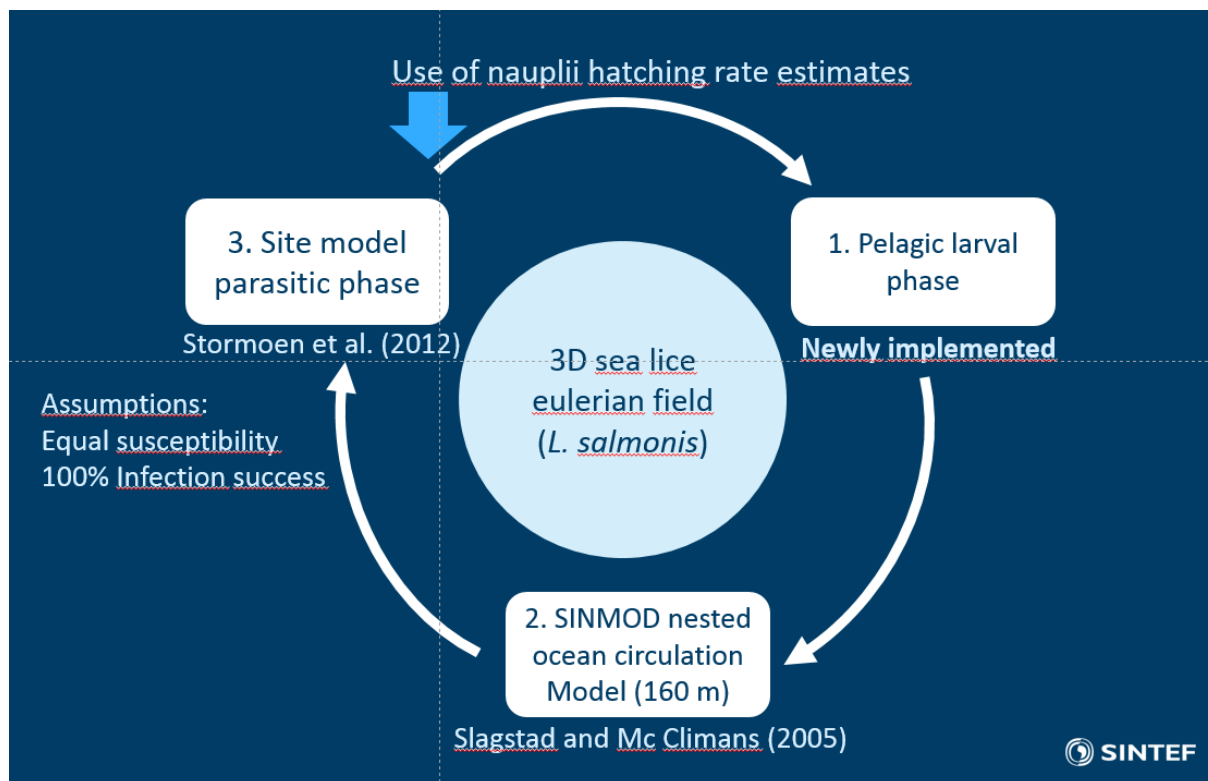 Use of nauplii hatching rate estimates
3. Site model
parasitic phase
Stormoen et al. (2012)
1. Pelagic larval
phase
Newly implemented
3D sea lice
eulerian field
(L. salmonis)
Assumptions:
Equal susceptibility
100% Infection success
2. SINMOD nested
ocean circulation
Model (160 m)
Slagstad and Mc Climans (2005)
SINTEF